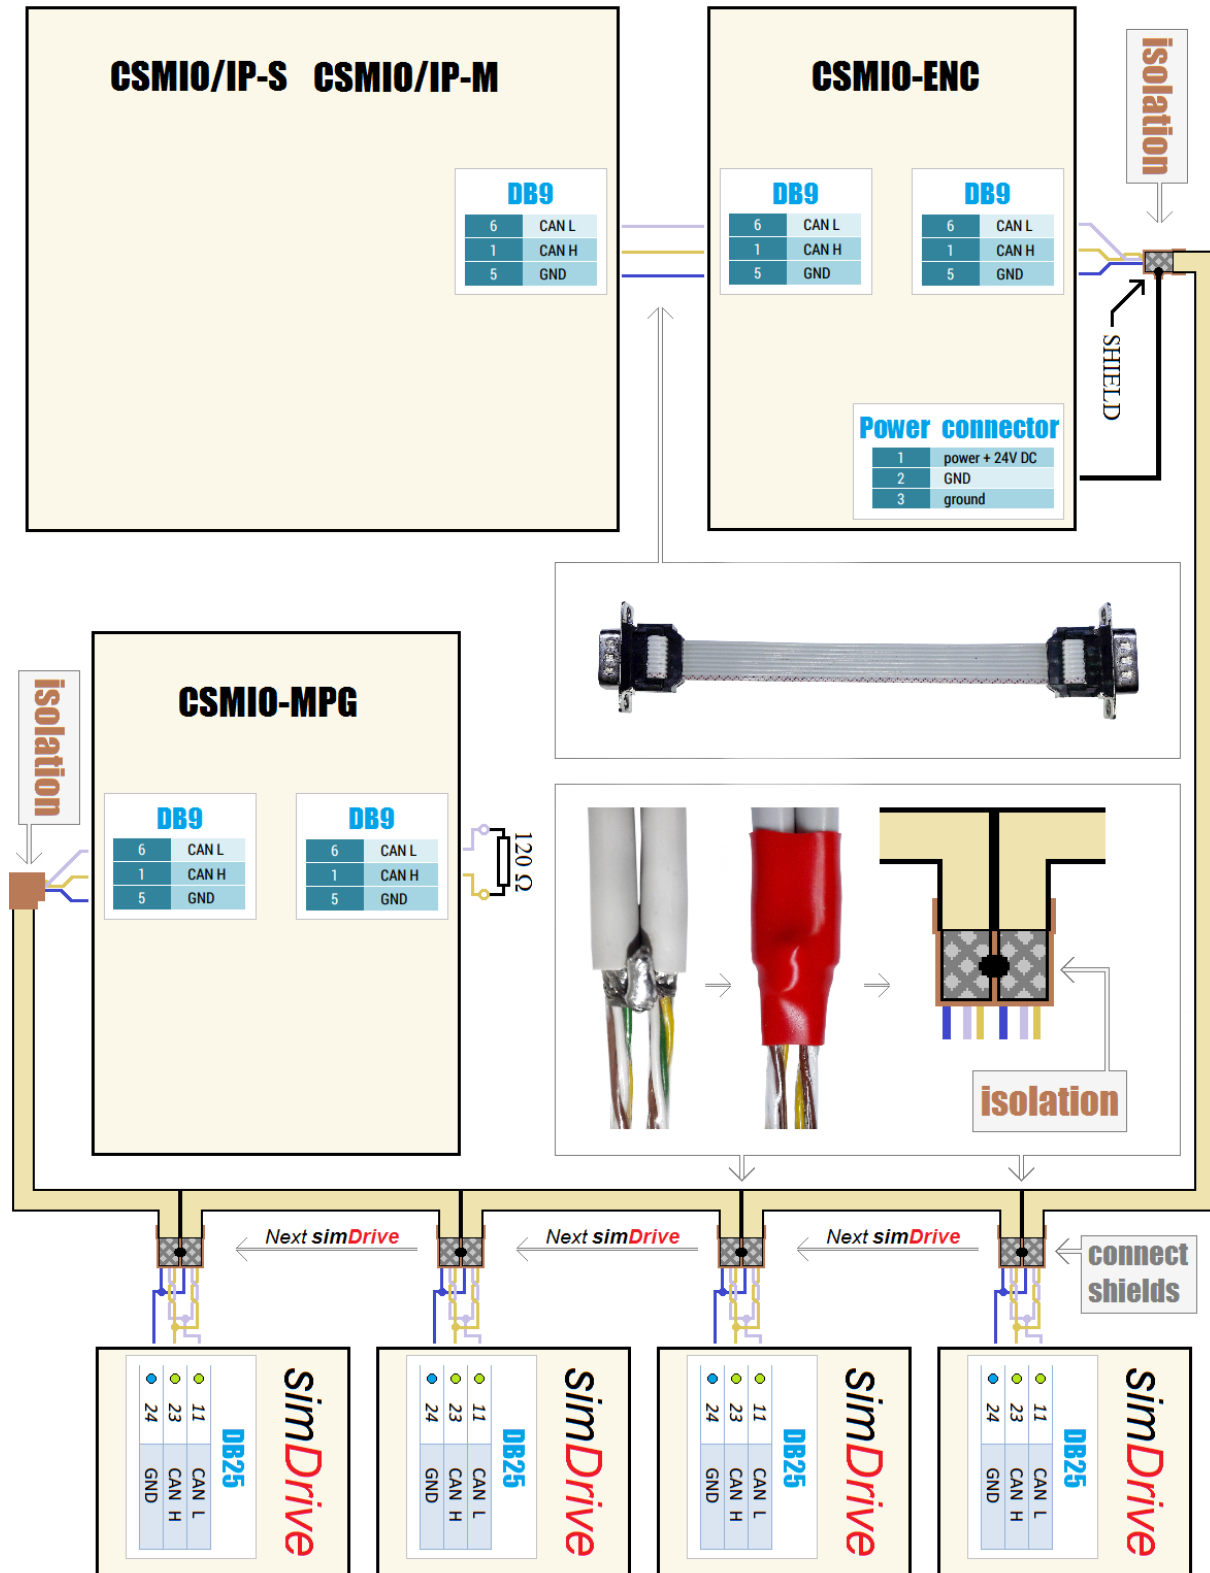 CSMIO/IP-S CSMIO/IP-M
DB9
6 CAN L
1 CAN H
5 GND
CSMIO-ENC
DB9
6 CAN L
1 CAN H
5 GND
DB9
6 CAN L
1 CAN H
5 GND
isolation
SHIELD
Power connector
1 power + 24V DC
2 GND
3 ground
isolation
CSMIO-MPG
DB9
6 CAN L
1 CAN H
5 GND
DB9
6 CAN L
1 CAN H
5 GND
120 Ω
isolation
Next simDrive
Next simDrive
Next simDrive
connect
shields
simDrive
DB25
11 CAN L
23 CAN H
24 GND
simDrive
DB25
11 CAN L
23 CAN H
24 GND
simDrive
DB25
11 CAN L
23 CAN H
24 GND
simDrive
DB25
11 CAN L
23 CAN H
24 GND